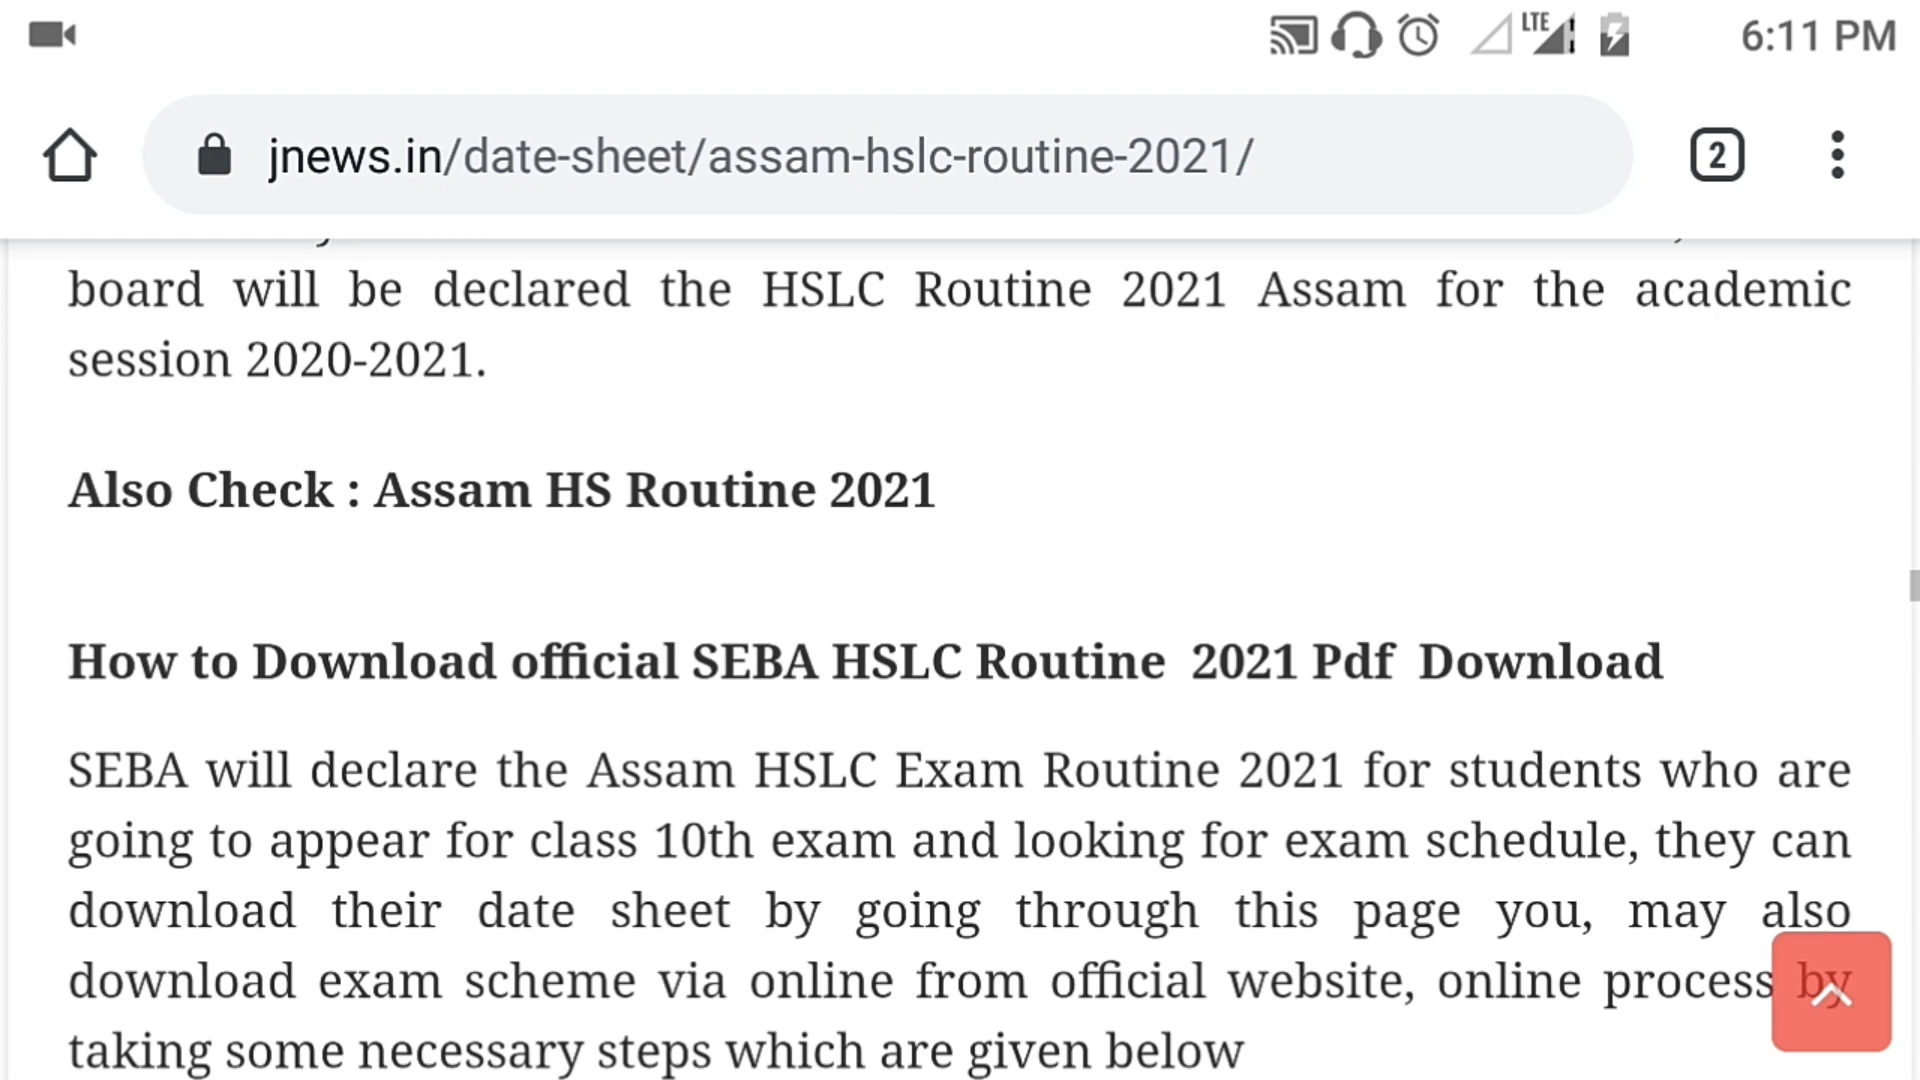 LTE
6:11 PM
jnews.in/date-sheet/assam-hslc-routine-2021/
2
board will be declared the HSLC Routine 2021 Assam for the academic
session 2020-2021.
Also Check : Assam HS Routine 2021
How to Download official SEBA HSLC Routine 2021 Pdf Download
SEBA will declare the Assam HSLC Exam Routine 2021 for students who are
going to appear for class 10th exam and looking for exam schedule, they can
download their date sheet by going through this page you, may also
download exam scheme via online from official website, online process by
taking some necessary steps which are given below